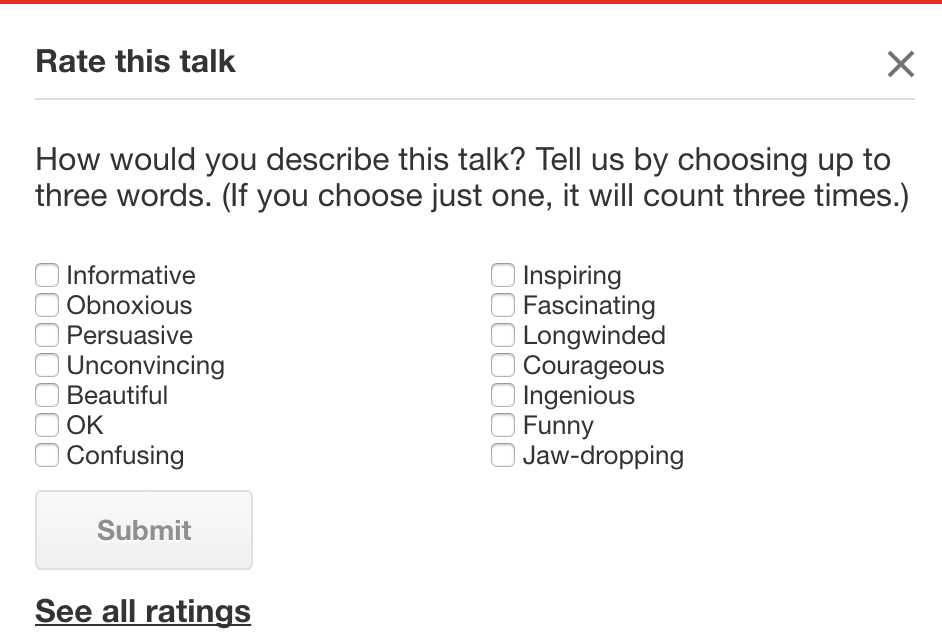 Rate this talk
How would you describe this talk? Tell us by choosing up to
three words. (If you choose just one, it will count three times.)
Informative
Obnoxious
Persuasive
Unconvincing
Beautiful
OK
Confusing
Inspiring
Fascinating
Longwinded
Courageous
Ingenious
Funny
Jaw-dropping
Submit
See all ratings